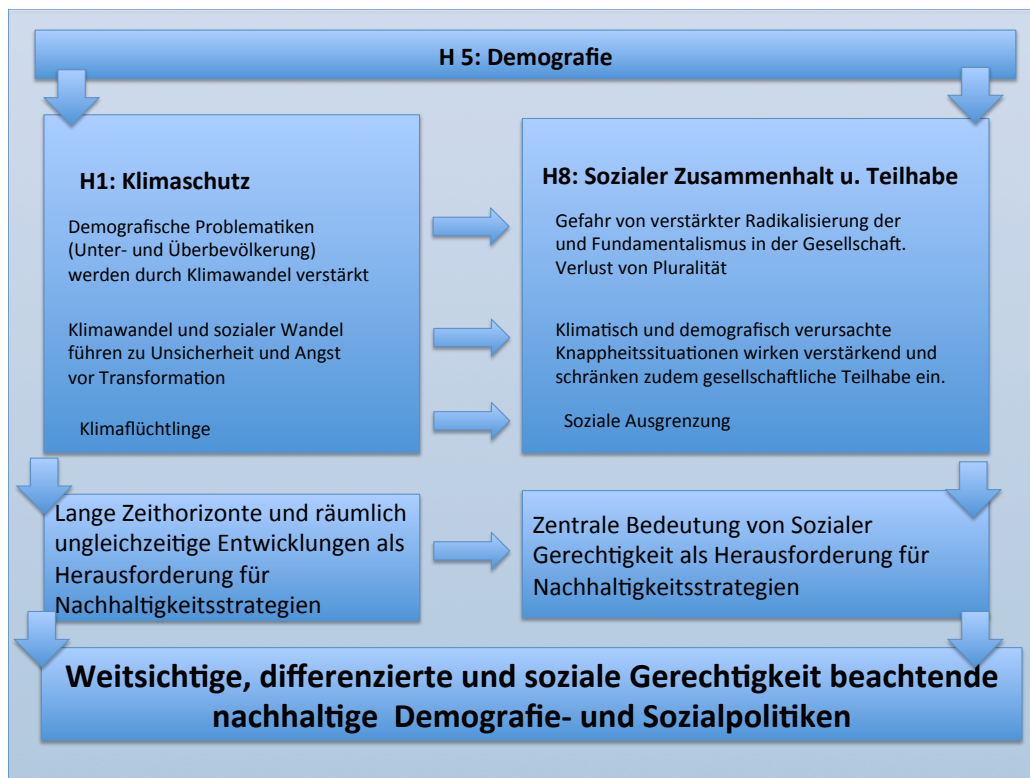 H 5: Demografie
H1: Klimaschutz
Demografische Problematiken
(Unter- und Überbevölkerung)
werden durch Klimawandel verstärkt
Klimawandel und sozialer Wandel
führen zu Unsicherheit und Angst
vor Transformation
Klimaflüchtlinge
H8: Sozialer Zusammenhalt u. Teilhabe
Gefahr von verstärkter Radikalisierung der
und Fundamentalismus in der Gesellschaft.
Verlust von Pluralität
Klimatisch und demografisch verursachte
Knappheitssituationen wirken verstärkend und
schränken zudem gesellschaftliche Teilhabe ein.
Soziale Ausgrenzung
Lange Zeithorizonte und räumlich
ungleichzeitige Entwicklungen als
Herausforderung für
Nachhaltigkeitsstrategien
Zentrale Bedeutung von Sozialer
Gerechtigkeit als Herausforderung für
Nachhaltigkeitsstrategien
Weitsichtige, differenzierte und soziale Gerechtigkeit beachtende
nachhaltige Demografie- und Sozialpolitiken